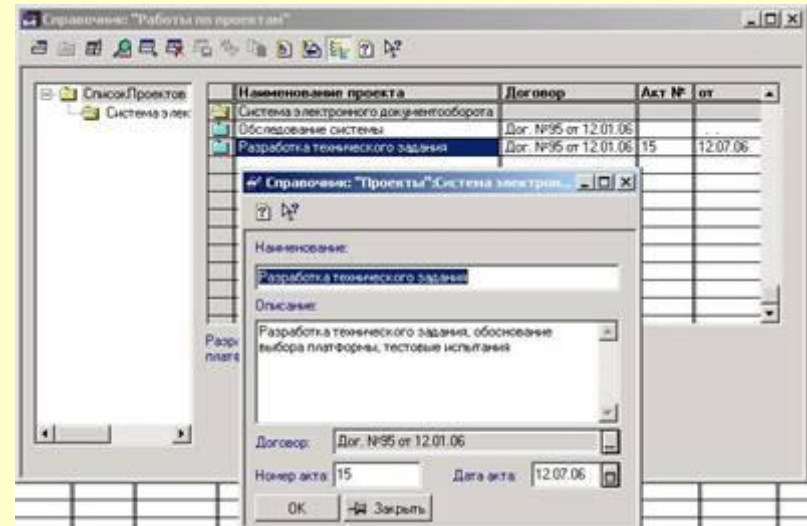 Справочник: "Работы по проектам"
СписокПроектов
Система элек
Наименование проекта Договор Акт № от
Система электронного документооборота
Обследование системы Дог. №95 от 12.01.06 . .
Разработка технического задания Дог. №95 от 12.01.06 15 12.07.06
Справочник: "Проекты":Система электрон...
Наименование:
Разработка технического задания
Описание:
Разработка технического задания, обоснование
выбора платформы, тестовые испытания
Разр
плат
Договор: Дог. №95 от 12.01.06 ...
Номер акта: 15 Дата акта: 12.07.06
OK Закрыть